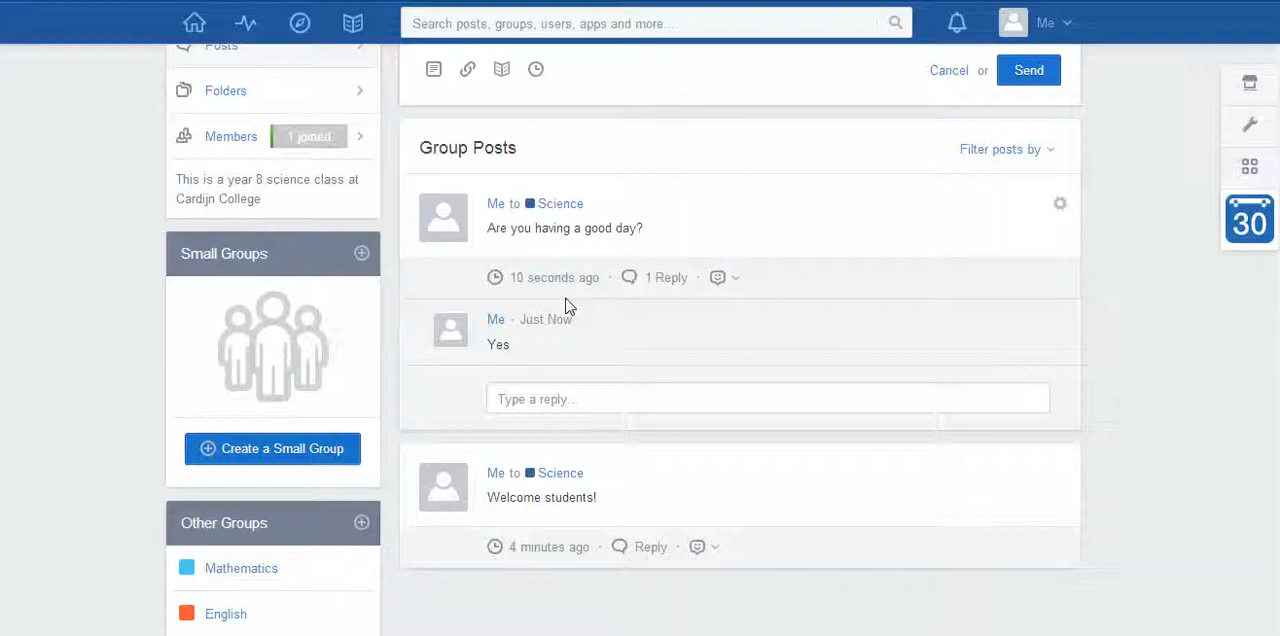 Search posts, groups, users, apps and more...
Me
Posts
Folders
Members 1 joined
This is a year 8 science class at
Cardijn College
Small Groups
Create a Small Group
Other Groups
Mathematics
English
Cancel or Send
Group Posts
Filter posts by
Me to Science
Are you having a good day?
10 seconds ago · 1 Reply ·
Me · Just Now
Yes
Type a reply...
Me to Science
Welcome students!
4 minutes ago · Reply ·
30